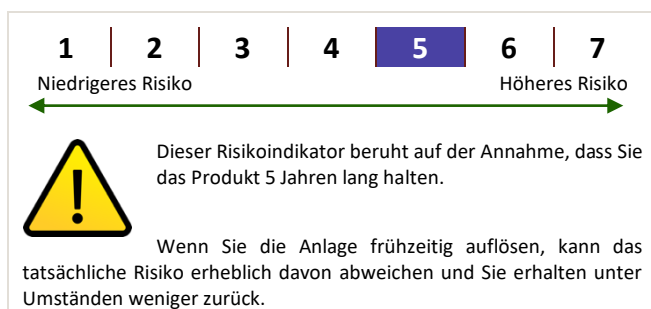 1 2 3 4 5 6 7
Niedrigeres Risiko Höheres Risiko
Dieser Risikoindikator beruht auf der Annahme, dass Sie
das Produkt 5 Jahren lang halten.
Wenn Sie die Anlage frühzeitig auflösen, kann das
tatsächliche Risiko erheblich davon abweichen und Sie erhalten unter
Umständen weniger zurück.